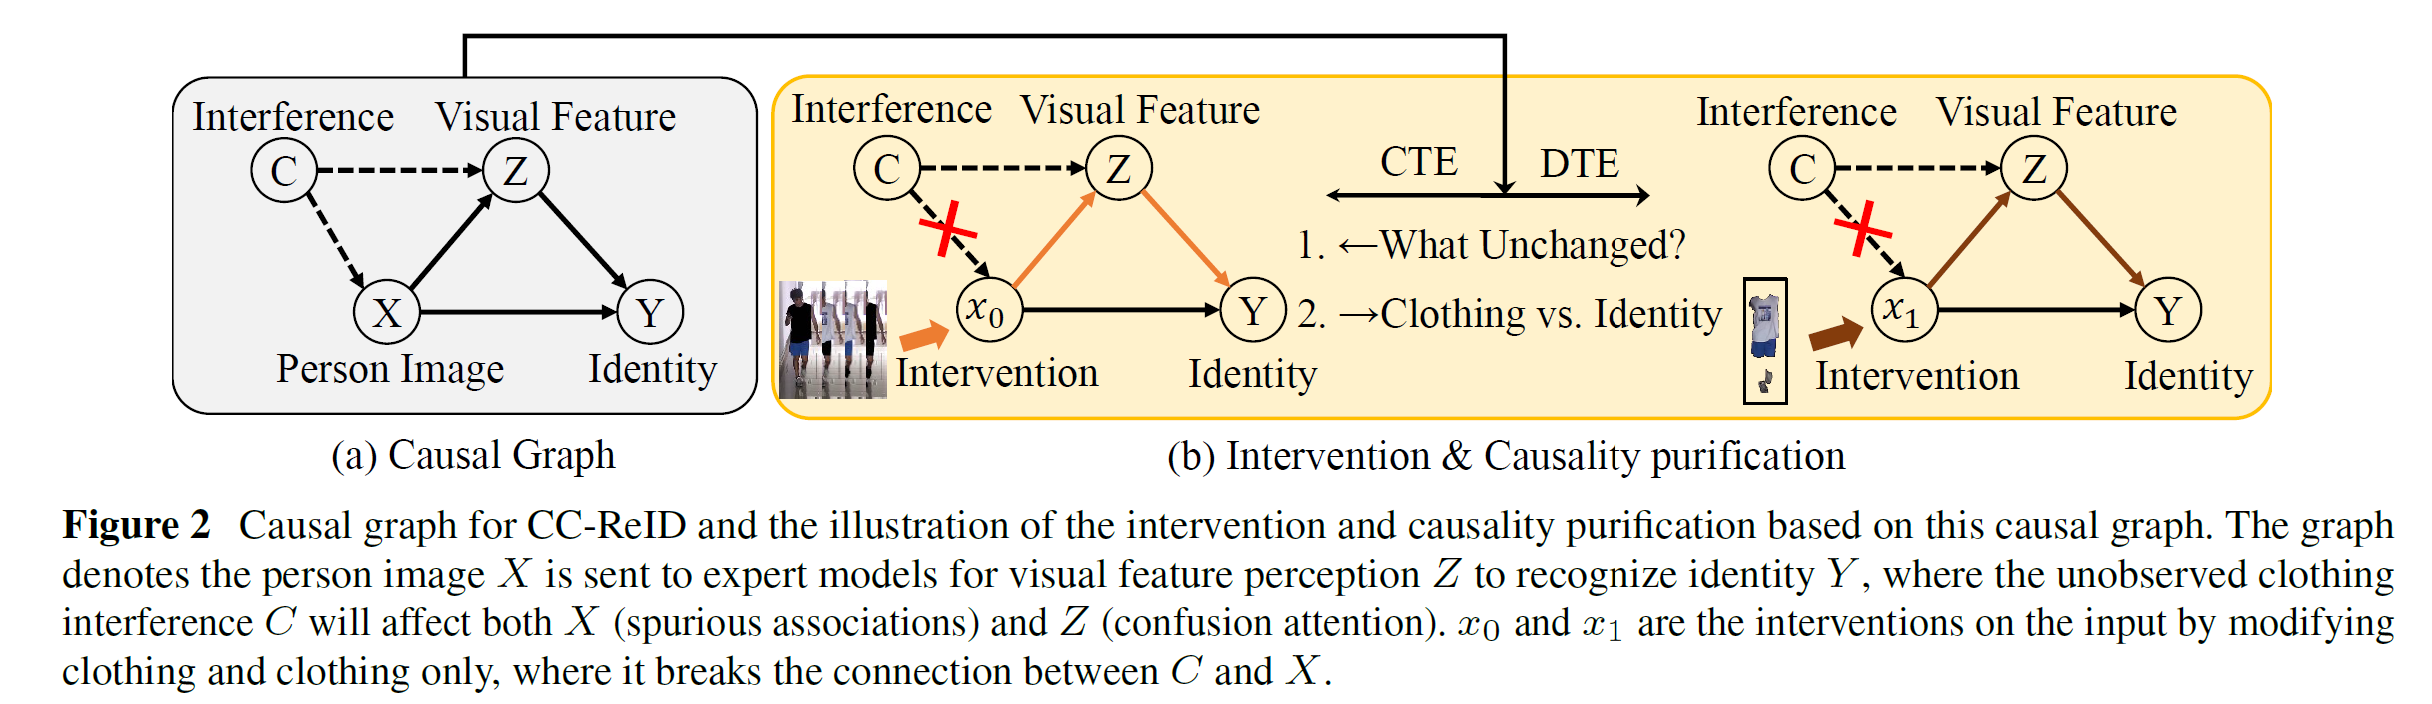 Interference Visual Feature
C Z
X Y
Person Image Identity
(a) Causal Graph
Interference Visual Feature
C Z
x₀ Y
Intervention Identity
CTE DTE
1. ←What Unchanged?
2. →Clothing vs. Identity
Interference Visual Feature
C Z
x₁ Y
Intervention Identity
(b) Intervention & Causality purification
Figure 2 Causal graph for CC-ReID and the illustration of the intervention and causality purification based on this causal graph. The graph
denotes the person image X is sent to expert models for visual feature perception Z to recognize identity Y, where the unobserved clothing
interference C will affect both X (spurious associations) and Z (confusion attention). x₀ and x₁ are the interventions on the input by modifying
clothing and clothing only, where it breaks the connection between C and X.